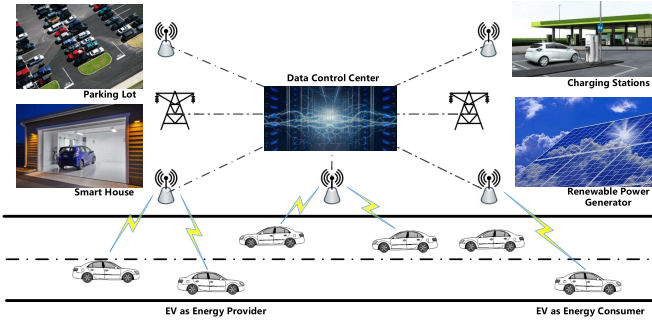 Data Control Center
Parking Lot
Charging Stations
Smart House
Renewable Power
Generator
EV as Energy Provider
EV as Energy Consumer